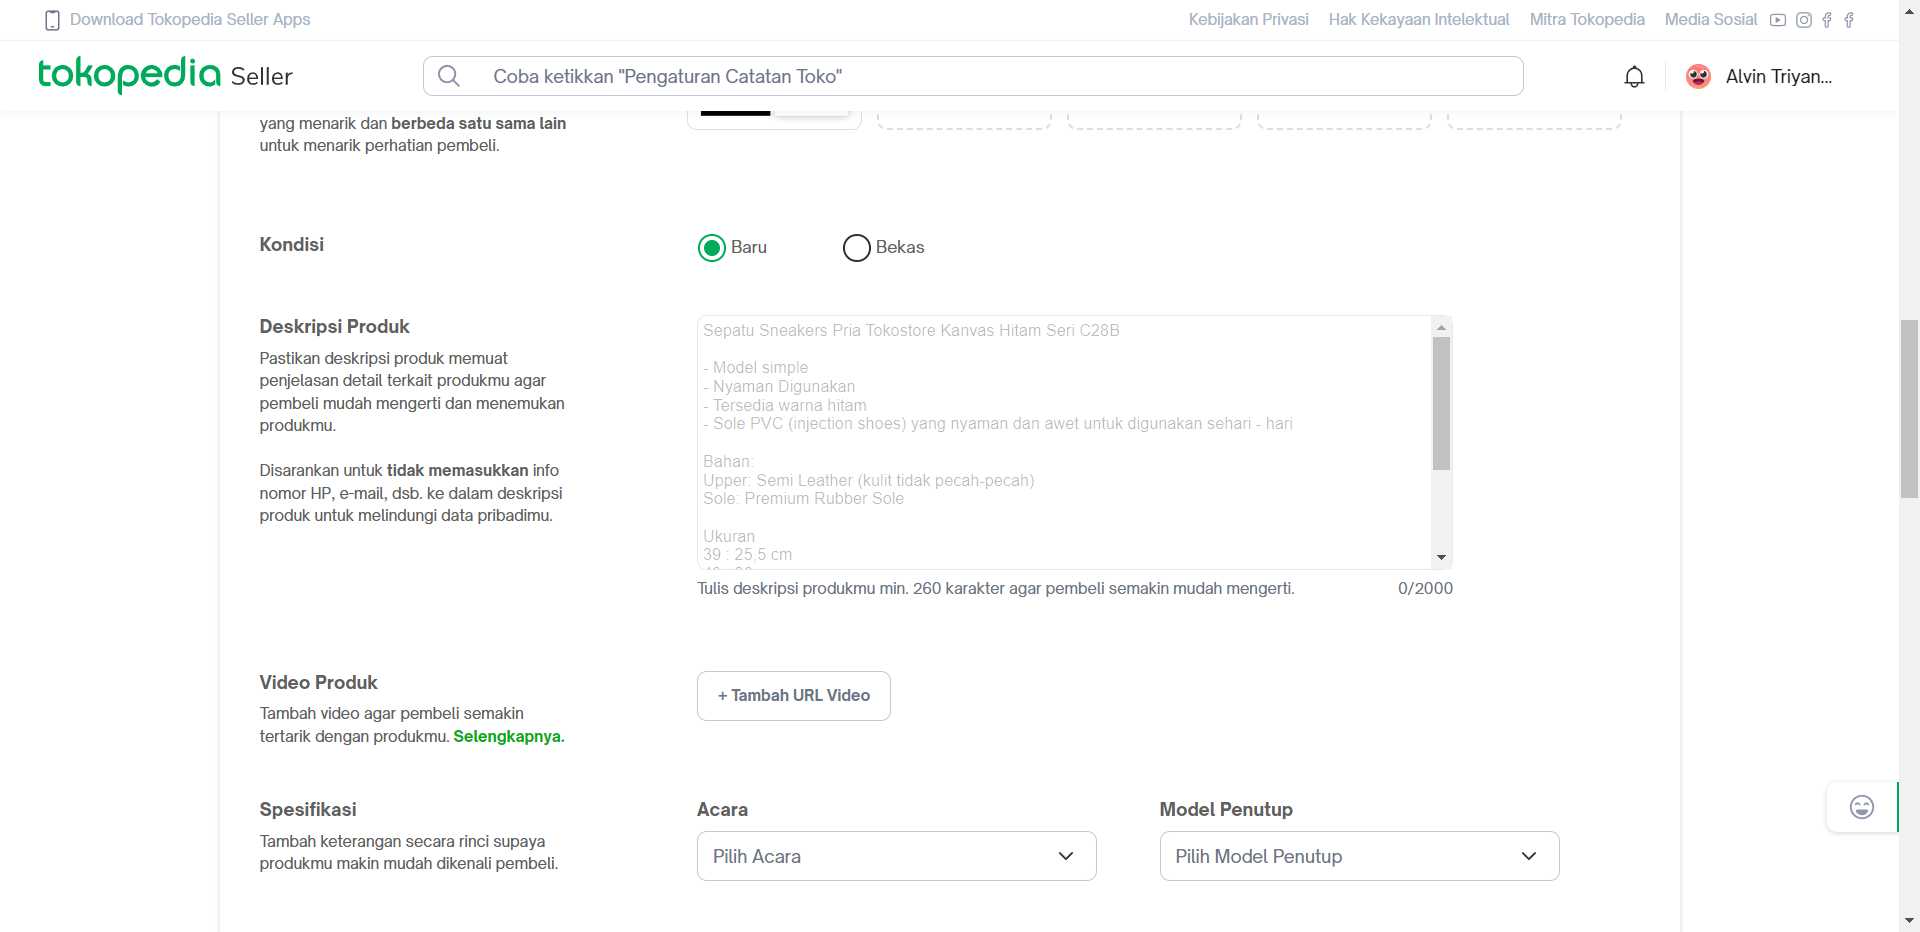 Download Tokopedia Seller Apps
Kebijakan Privasi Hak Kekayaan Intelektual Mitra Tokopedia Media Sosial
tokopedia Seller
Coba ketikkan "Pengaturan Catatan Toko"
Alvin Triyan...
yang menarik dan berbeda satu sama lain
untuk menarik perhatian pembeli.
Kondisi
Baru
Bekas
Deskripsi Produk
Pastikan deskripsi produk memuat
penjelasan detail terkait produkmu agar
pembeli mudah mengerti dan menemukan
produkmu.
Disarankan untuk tidak memasukkan info
nomor HP, e-mail, dsb. ke dalam deskripsi
produk untuk melindungi data pribadimu.
Sepatu Sneakers Pria Tokostore Kanvas Hitam Seri C28B
- Model simple
- Nyaman Digunakan
- Tersedia warna hitam
- Sole PVC (injection shoes) yang nyaman dan awet untuk digunakan sehari - hari
Bahan:
Upper: Semi Leather (kulit tidak pecah-pecah)
Sole: Premium Rubber Sole
Ukuran
39 : 25,5 cm
Tulis deskripsi produkmu min. 260 karakter agar pembeli semakin mudah mengerti.
0/2000
Video Produk
Tambah video agar pembeli semakin
tertarik dengan produkmu. Selengkapnya.
+ Tambah URL Video
Spesifikasi
Tambah keterangan secara rinci supaya
produkmu makin mudah dikenali pembeli.
Acara
Pilih Acara
Model Penutup
Pilih Model Penutup